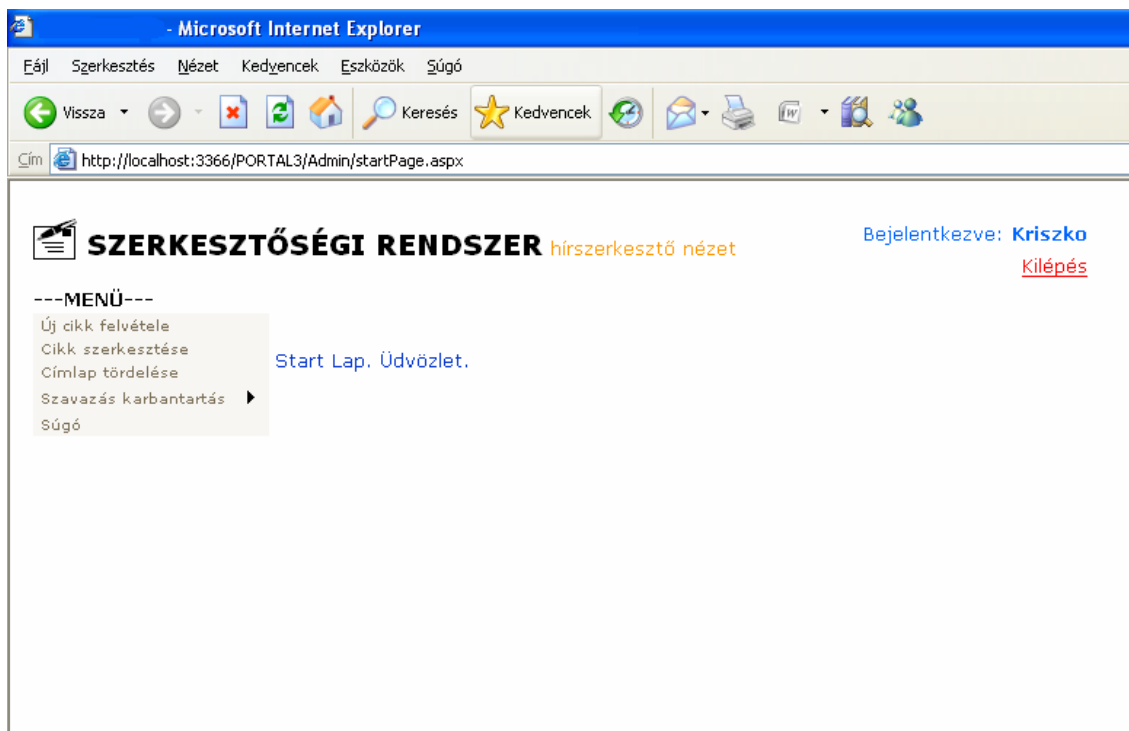 - Microsoft Internet Explorer
Fájl Szerkesztés Nézet Kedvencek Eszközök Súgó
Vissza Keresés Kedvencek
Cím http://localhost:3366/PORTAL3/Admin/startPage.aspx
SZERKESZTŐSÉGI RENDSZER hírszerkesztő nézet
Bejelentkezve: Kriszko
Kilépés
---MENÜ---
Új cikk felvétele
Cikk szerkesztése
Címlap tördelése
Szavazás karbantartás
Súgó
Start Lap. Üdvözlet.